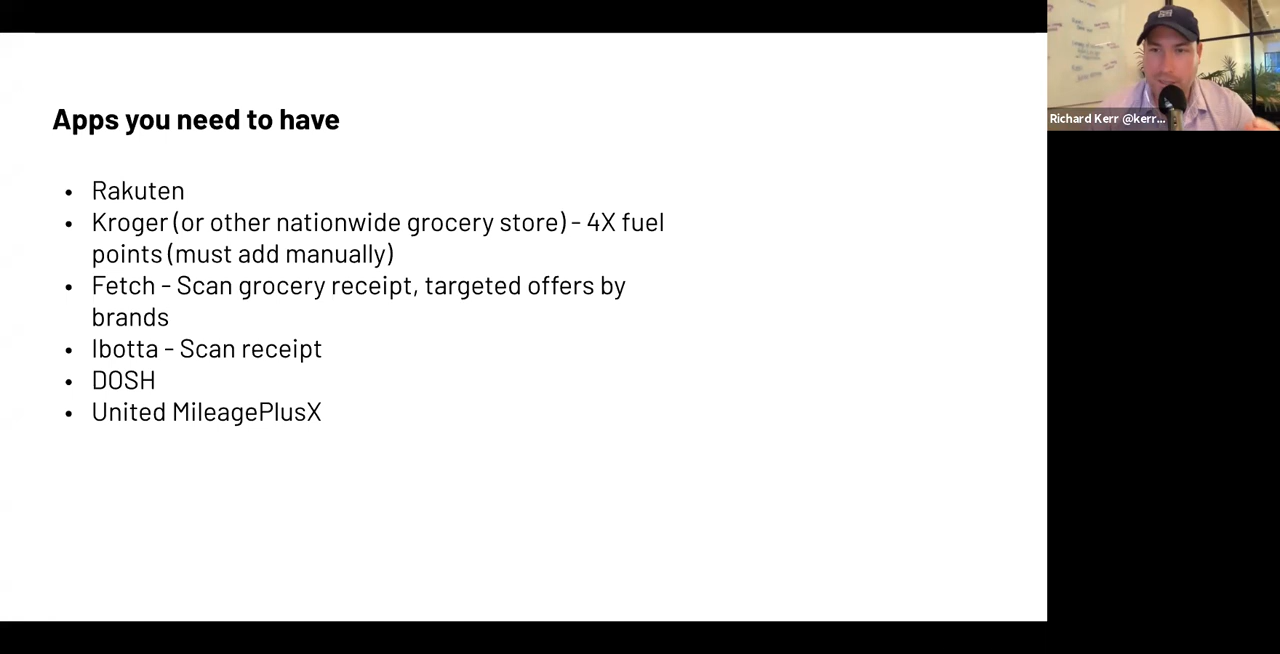 Apps you need to have
• Rakuten
• Kroger (or other nationwide grocery store) - 4X fuel
points (must add manually)
• Fetch - Scan grocery receipt, targeted offers by
brands
• Ibotta - Scan receipt
• DOSH
• United MileagePlusX
Richard Kerr @kerr...